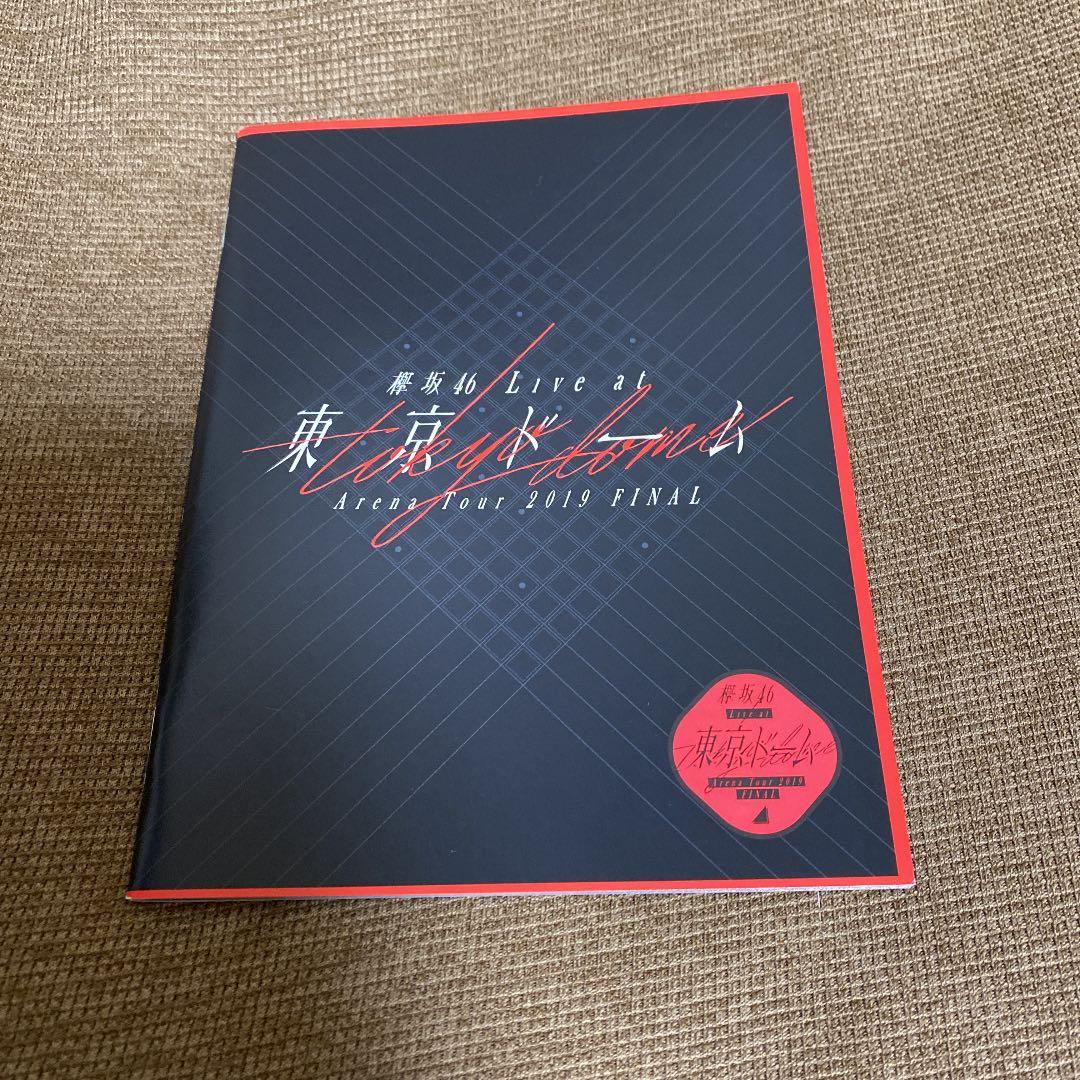 欅坂46 Live at
東京ドーム
tokyo dome
Arena Tour 2019 FINAL
欅坂46
Live at
東京ドーム
Arena Tour 2019
FINAL